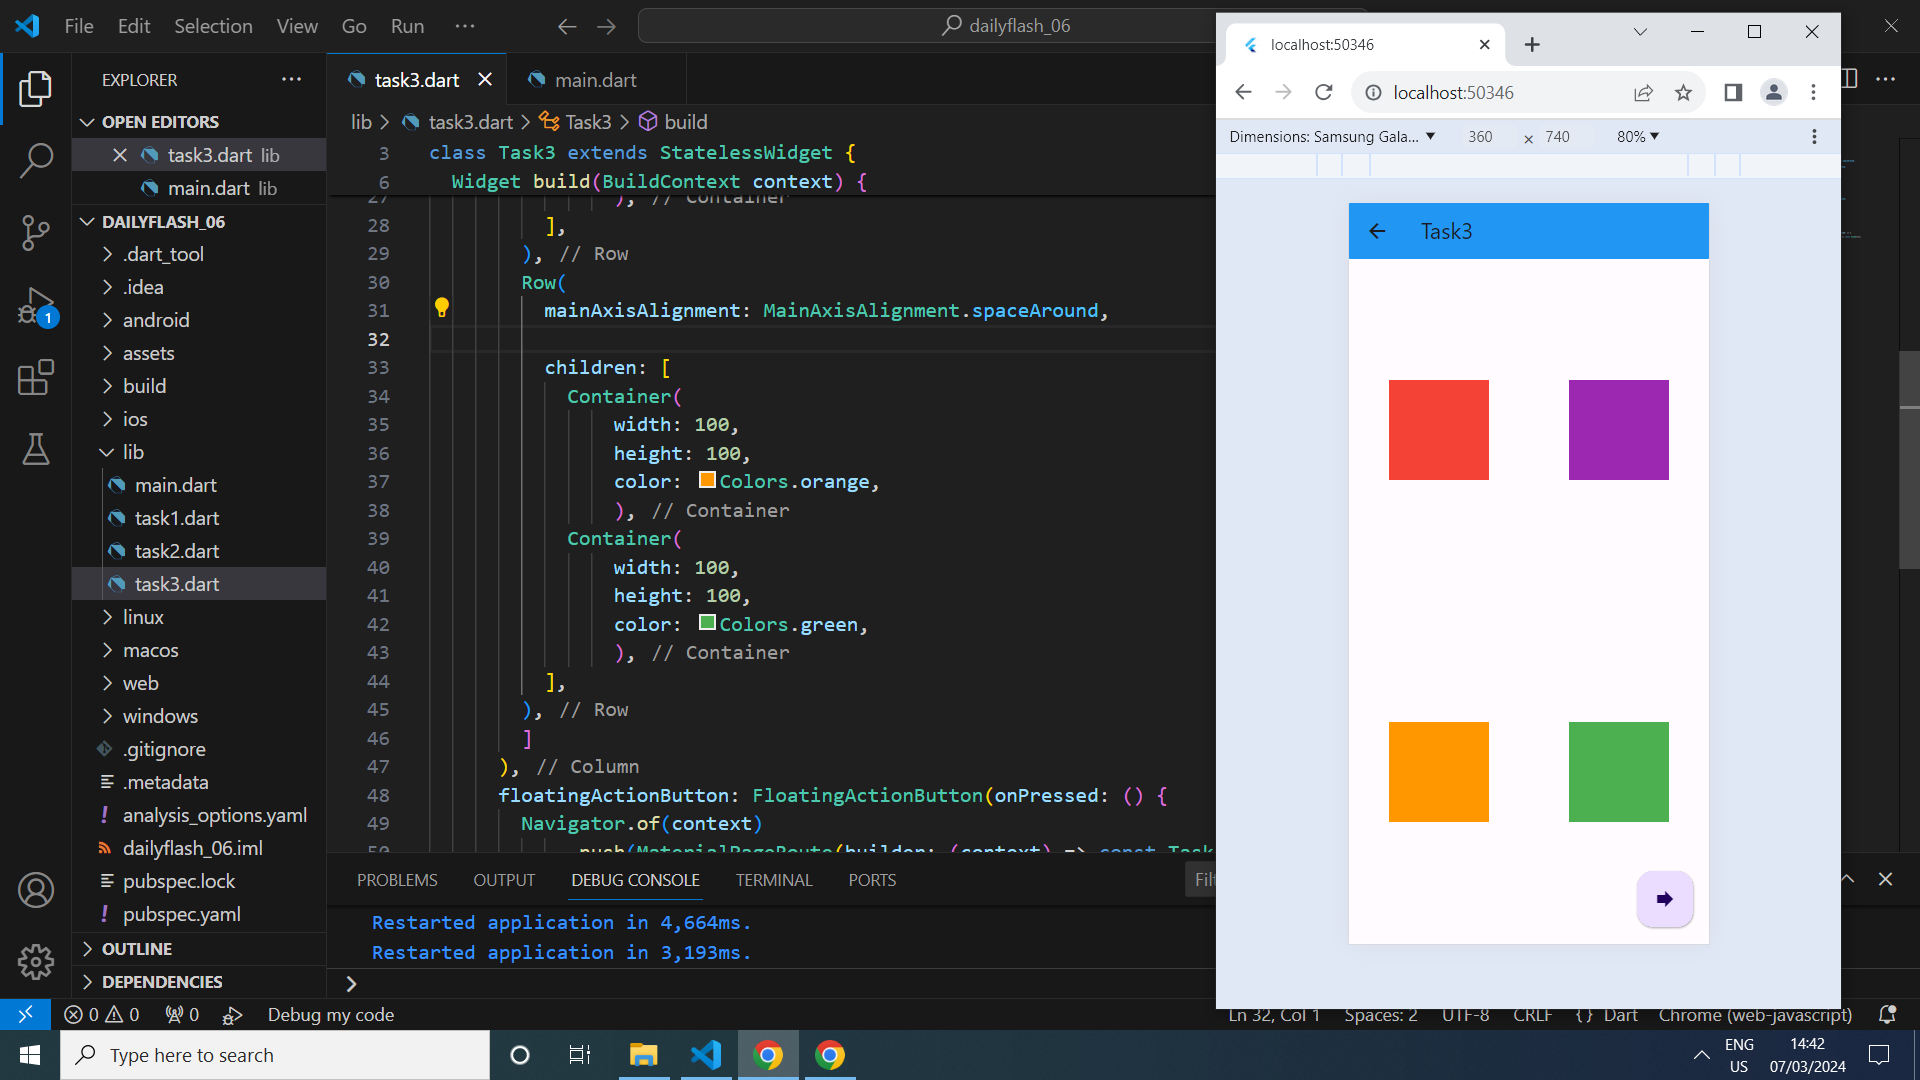 File Edit Selection View Go Run ...
dailyflash_06
EXPLORER
OPEN EDITORS
task3.dart lib
main.dart lib
DAILYFLASH_06
.dart_tool
.idea
android
assets
build
ios
lib
main.dart
task1.dart
task2.dart
task3.dart
linux
macos
web
windows
.gitignore
.metadata
analysis_options.yaml
dailyflash_06.iml
pubspec.lock
pubspec.yaml
OUTLINE
DEPENDENCIES
1
task3.dart main.dart
lib > task3.dart > Task3 > build
3 class Task3 extends StatelessWidget {
6 Widget build(BuildContext context) {
27 ), // Container
28 ],
29 ), // Row
30 Row(
31 mainAxisAlignment: MainAxisAlignment.spaceAround,
32
33 children: [
34 Container(
35 width: 100,
36 height: 100,
37 color: Colors.orange,
38 ), // Container
39 Container(
40 width: 100,
41 height: 100,
42 color: Colors.green,
43 ), // Container
44 ],
45 ), // Row
46 ]
47 ), // Column
48 floatingActionButton: FloatingActionButton(onPressed: () {
49 Navigator.of(context)
50 .push(MaterialPageRoute(builder: (context) => const Task
PROBLEMS OUTPUT DEBUG CONSOLE TERMINAL PORTS
Restarted application in 4,664ms.
Restarted application in 3,193ms.
>
localhost:50346
localhost:50346
Dimensions: Samsung Gala... 360 × 740 80%
Task3
0 0 0 Debug my code
Ln 32, Col 1 Spaces: 2 UTF-8 CRLF {} Dart Chrome (web-javascript)
Type here to search
ENG
US
14:42
07/03/2024